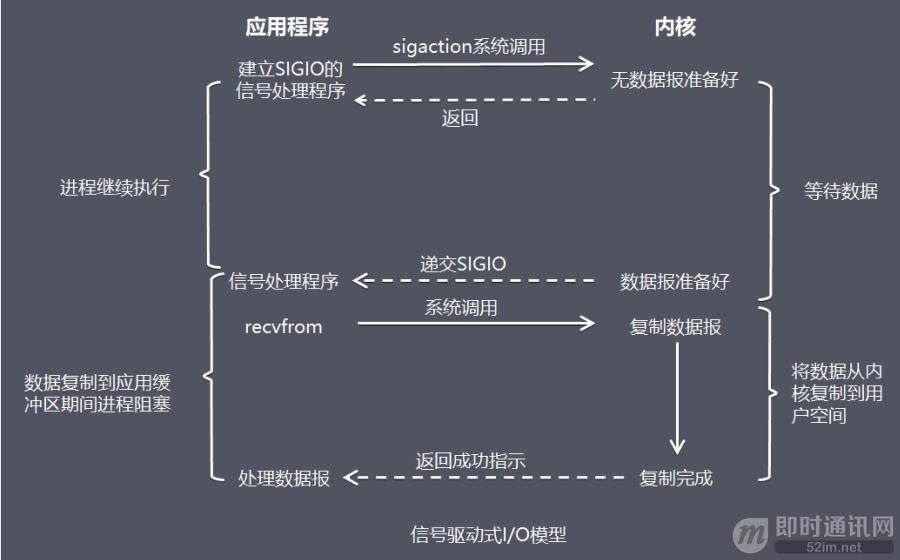 应用程序
内核
sigaction系统调用
建立SIGIO的
信号处理程序
无数据报准备好
返回
进程继续执行
等待数据
递交SIGIO
信号处理程序
数据报准备好
系统调用
recvfrom
复制数据报
数据复制到应用缓
冲区期间进程阻塞
将数据从内
核复制到用
户空间
返回成功指示
处理数据报
复制完成
信号驱动式I/O模型
m
即时通讯网
52im.net